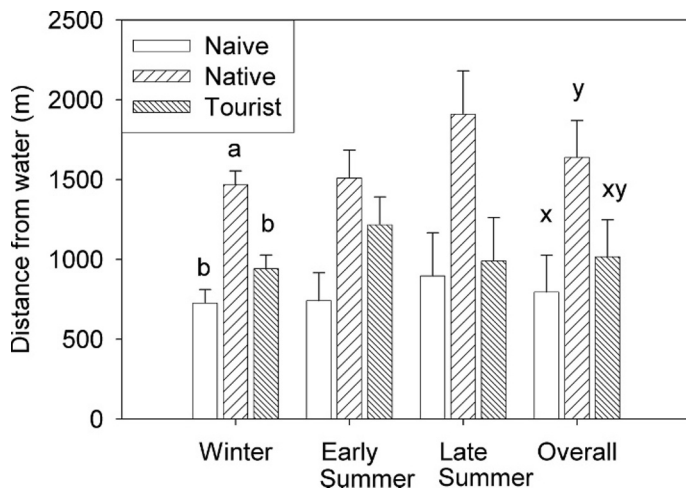 2500
2000
1500
1000
500
0
Distance from water (m)
Naive
Native
Tourist
b
a
b
x
y
xy
Winter
Early
Summer
Late
Summer
Overall